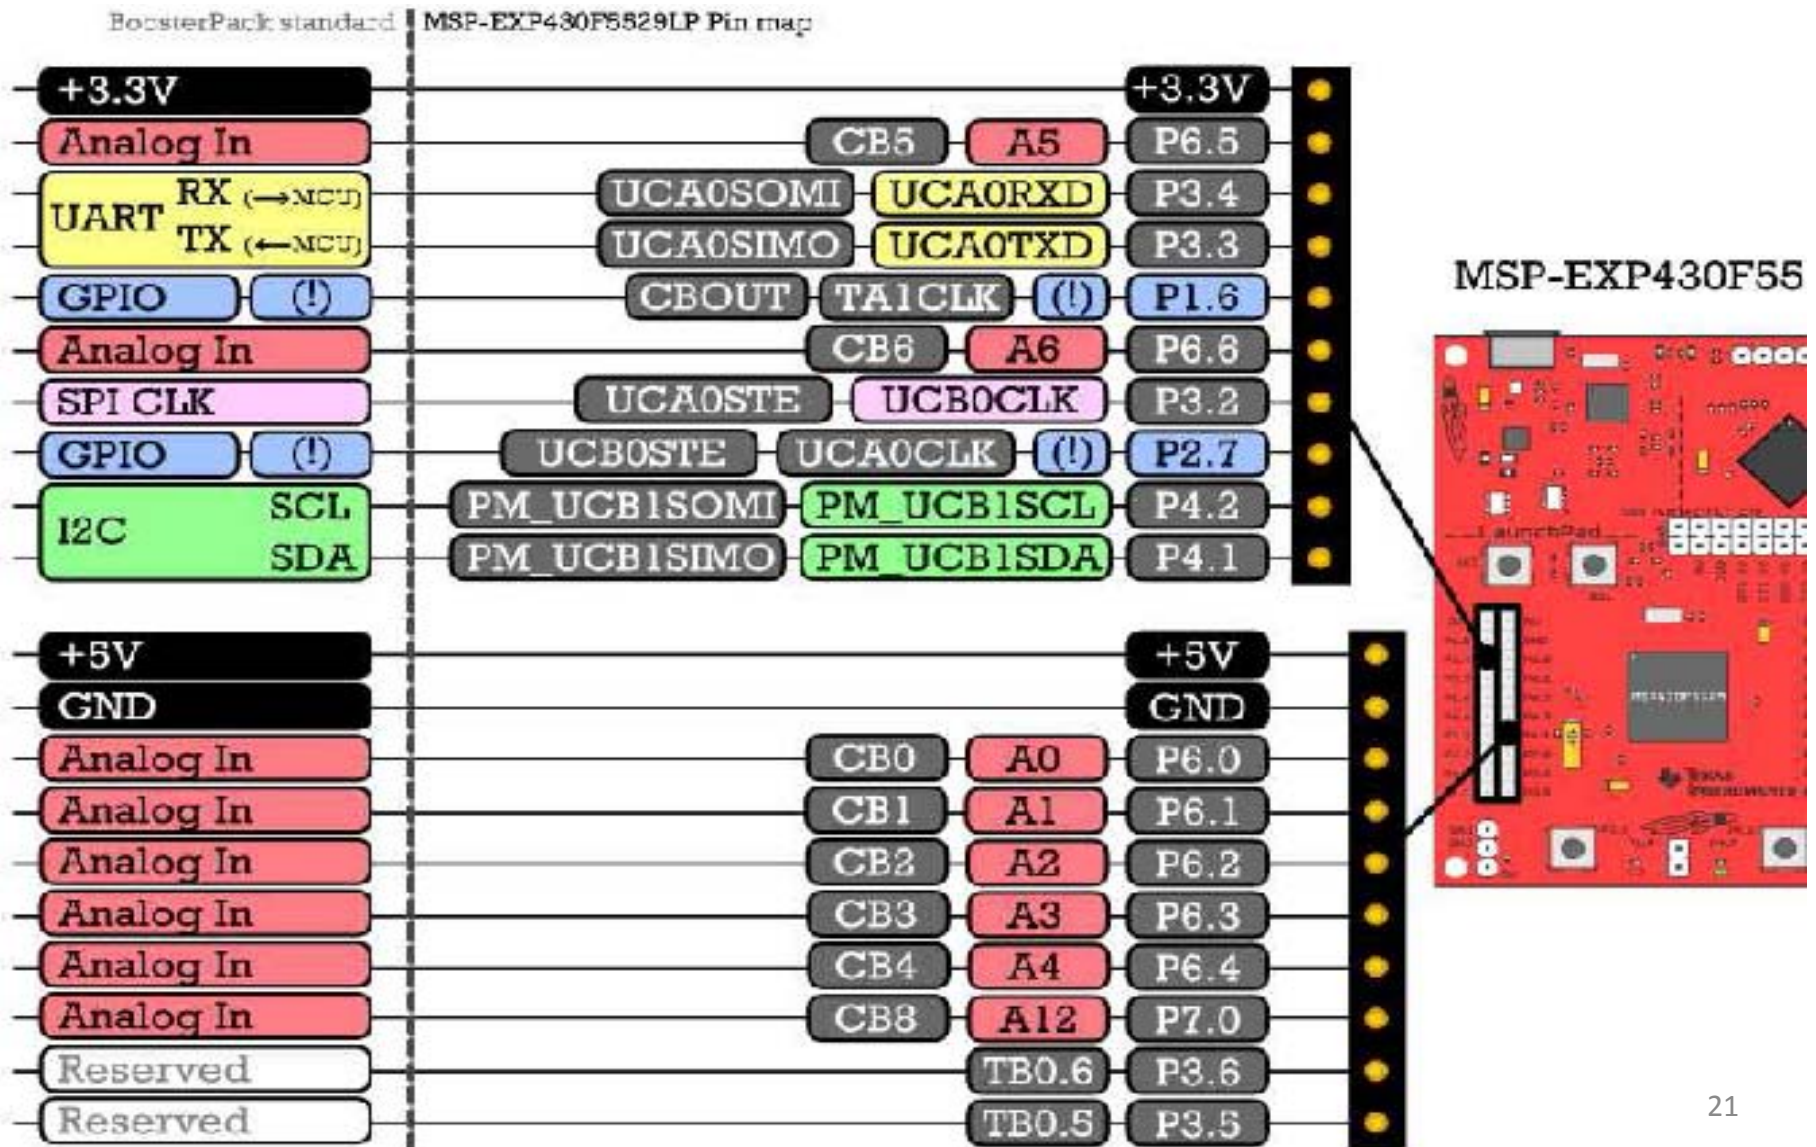 BoosterPack standard MSP-EXP430F5529LP Pin map
+3.3V +3.3V
Analog In CB5 A5 P6.5
UART RX (→MCU) UCA0SOMI UCA0RXD P3.4
TX (←MCU) UCA0SIMO UCA0TXD P3.3
GPIO (!) CBOUT TA1CLK (!) P1.6
Analog In CB6 A6 P6.6
SPI CLK UCA0STE UCB0CLK P3.2
GPIO (!) UCB0STE UCA0CLK (!) P2.7
I2C SCL PM_UCB1SOMI PM_UCB1SCL P4.2
SDA PM_UCB1SIMO PM_UCB1SDA P4.1
+5V +5V
GND GND
Analog In CB0 A0 P6.0
Analog In CB1 A1 P6.1
Analog In CB2 A2 P6.2
Analog In CB3 A3 P6.3
Analog In CB4 A4 P6.4
Analog In CB8 A12 P7.0
Reserved TB0.6 P3.6
Reserved TB0.5 P3.5
MSP-EXP430F55
LaunchPad
21